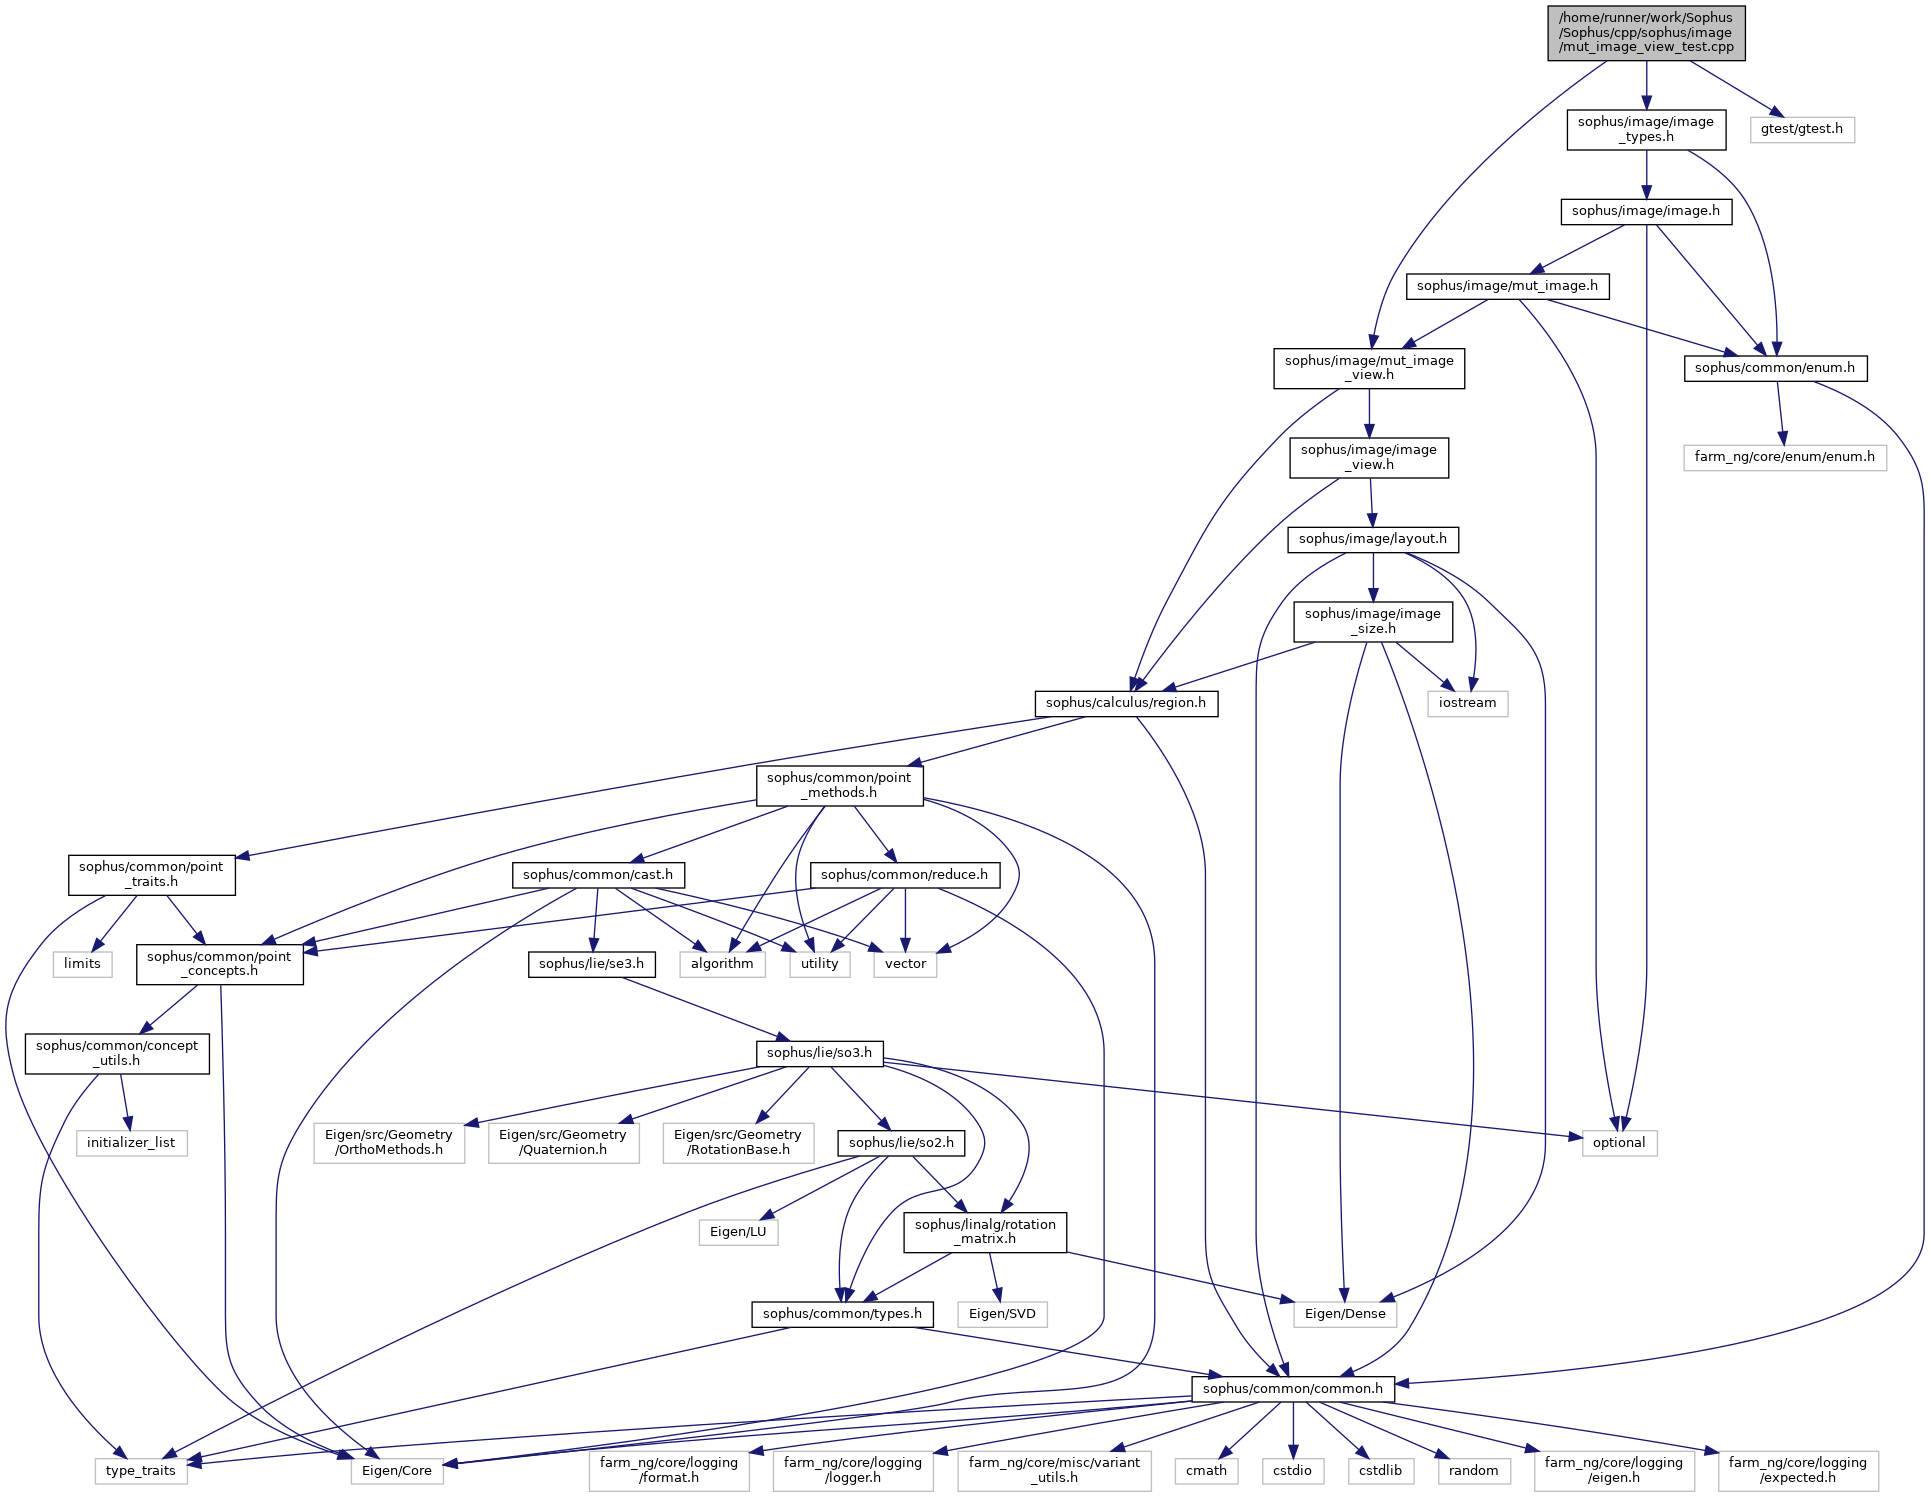 /home/runner/work/Sophus
/Sophus/cpp/sophus/image
/mut_image_view_test.cpp
sophus/image/image
_types.h
gtest/gtest.h
sophus/image/image.h
sophus/image/mut_image.h
sophus/image/mut_image
_view.h
sophus/common/enum.h
sophus/image/image
_view.h
farm_ng/core/enum/enum.h
sophus/image/layout.h
sophus/image/image
_size.h
sophus/calculus/region.h
iostream
sophus/common/point
_methods.h
sophus/common/point
_traits.h
sophus/common/cast.h
sophus/common/reduce.h
limits
sophus/common/point
_concepts.h
sophus/lie/se3.h
algorithm
utility
vector
sophus/common/concept
_utils.h
sophus/lie/so3.h
initializer_list
Eigen/src/Geometry
/OrthoMethods.h
Eigen/src/Geometry
/Quaternion.h
Eigen/src/Geometry
/RotationBase.h
sophus/lie/so2.h
optional
Eigen/LU
sophus/linalg/rotation
_matrix.h
sophus/common/types.h
Eigen/SVD
Eigen/Dense
sophus/common/common.h
type_traits
Eigen/Core
farm_ng/core/logging
/format.h
farm_ng/core/logging
/logger.h
farm_ng/core/misc/variant
_utils.h
cmath
cstdio
cstdlib
random
farm_ng/core/logging
/eigen.h
farm_ng/core/logging
/expected.h